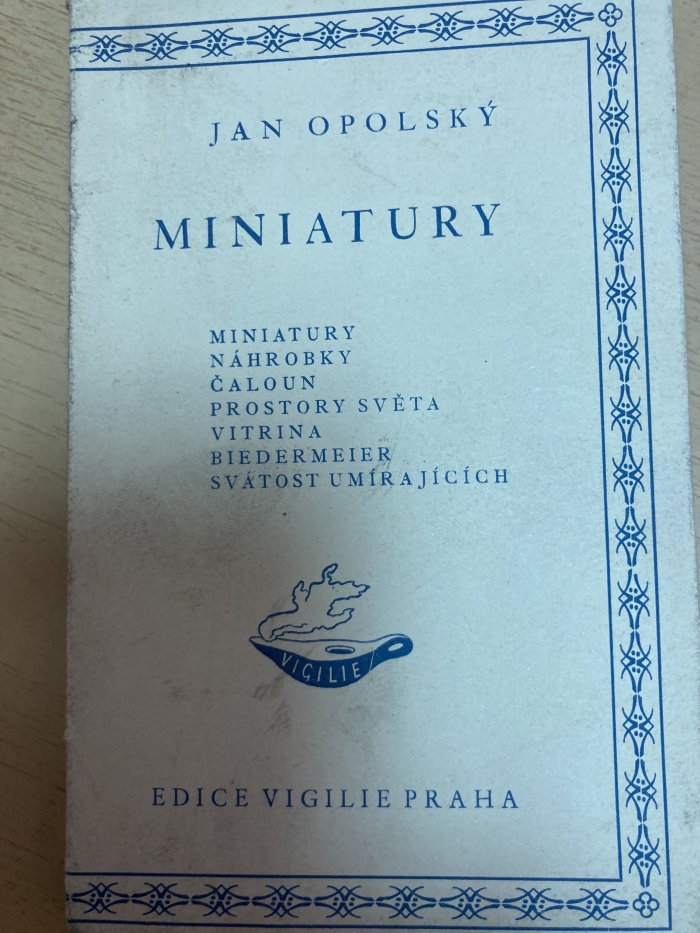 JAN OPOLSKÝ
MINIATURY
MINIATURY
NÁHROBKY
ČALOUN
PROSTORY SVĚTA
VITRINA
BIEDERMEIER
SVÁTOST UMÍRAJÍCÍCH
VIGILIE
EDICE VIGILIE PRAHA